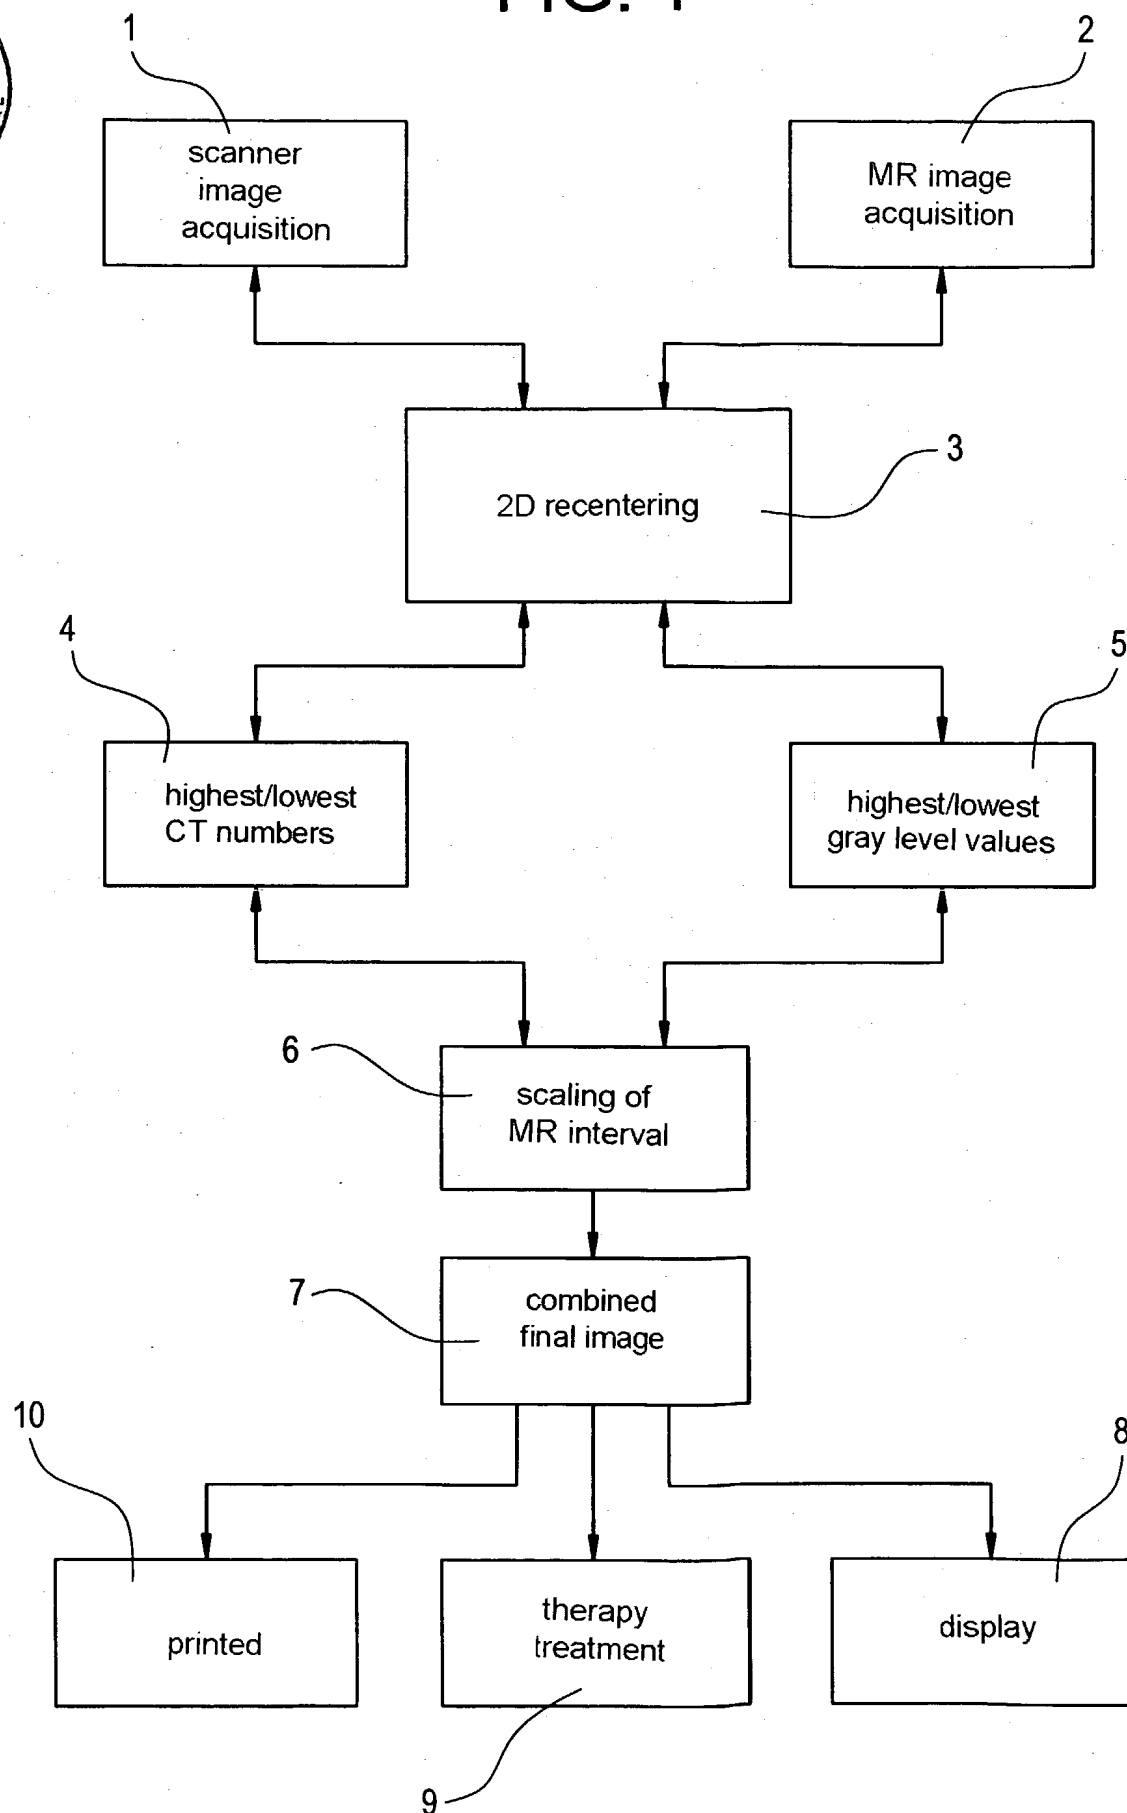 FIG. 1
1
2
scanner
image
acquisition
MR image
acquisition
2D recentering
3
4
5
highest/lowest
CT numbers
highest/lowest
gray level values
6
scaling of
MR interval
7
combined
final image
10
8
printed
therapy
treatment
display
9